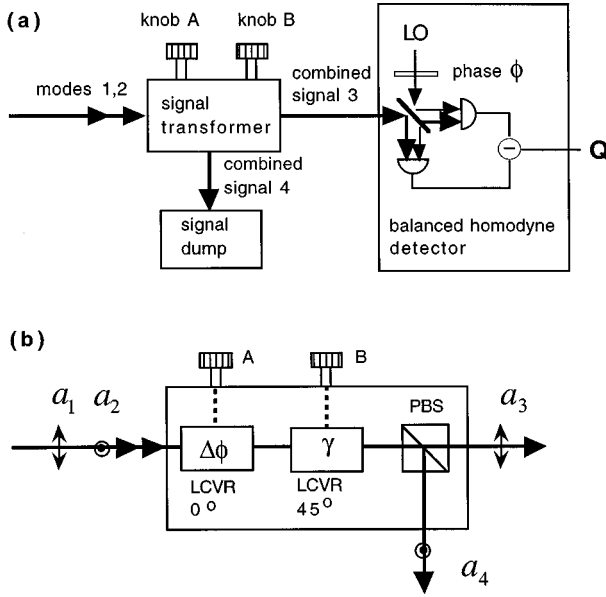 (a)
knob A knob B
LO
phase ϕ
modes 1,2
signal transformer
combined signal 3
combined signal 4
signal dump
−
Q
balanced homodyne detector
(b)
A
B
a1 a2
Δϕ
γ
PBS
a3
LCVR 0°
LCVR 45°
a4